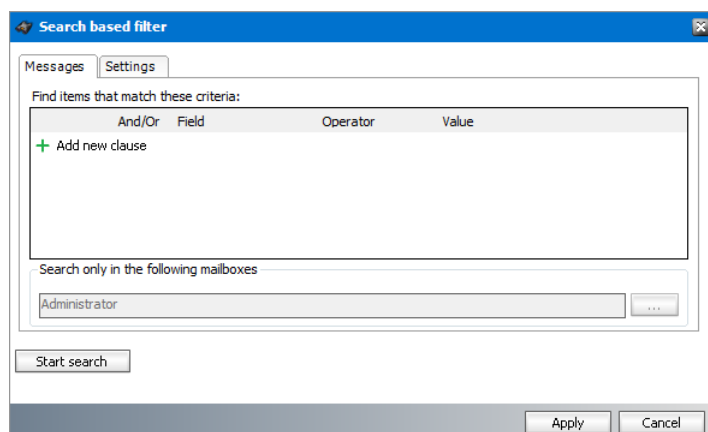 Search based filter
Messages Settings
Find items that match these criteria:
And/Or Field Operator Value
+ Add new clause
Search only in the following mailboxes
Administrator ...
Start search
Apply Cancel